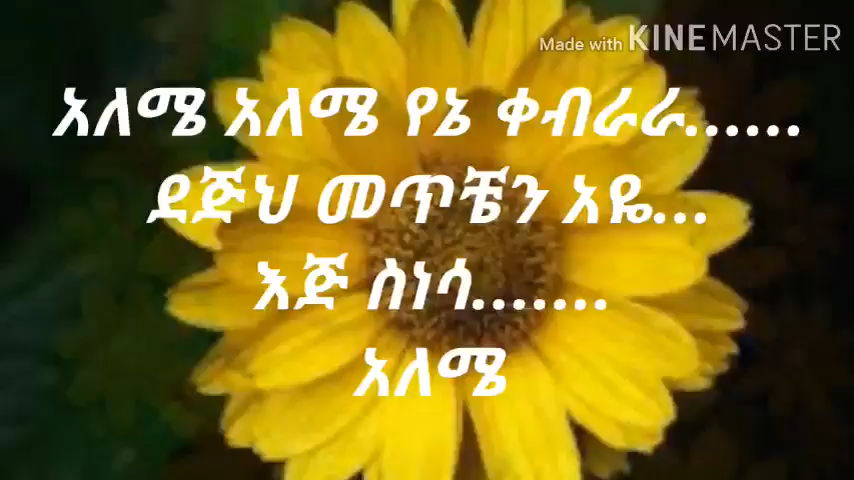 Made with KINEMASTER
አለሜ አለሜ የኔ ቀብራራ......
ደጅህ መጥቼን አዬ...
እጅ ስነሳ.......
አለሜ